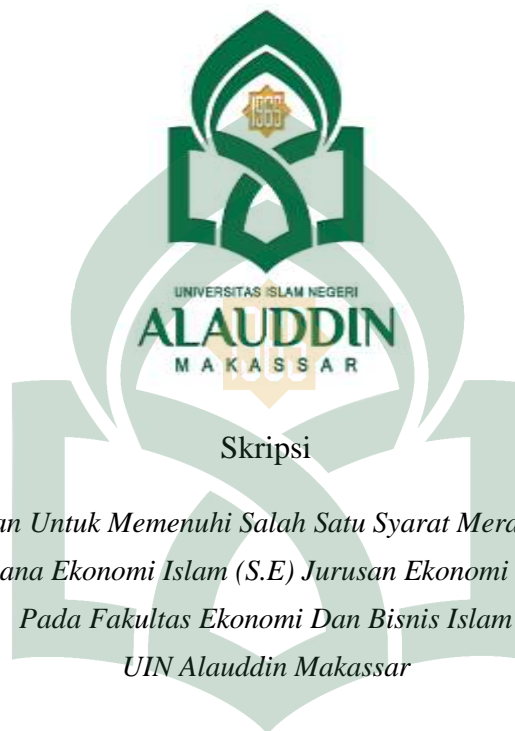 1965
UNIVERSITAS ISLAM NEGERI
ALAUDDIN
MAKASSAR
Skripsi
Untuk Memenuhi Salah Satu Syarat
Ekonomi Islam (S.E) Jurusan Ekonomi
Pada Fakultas Ekonomi Dan Bisnis Islam
UIN Alauddin Makassar